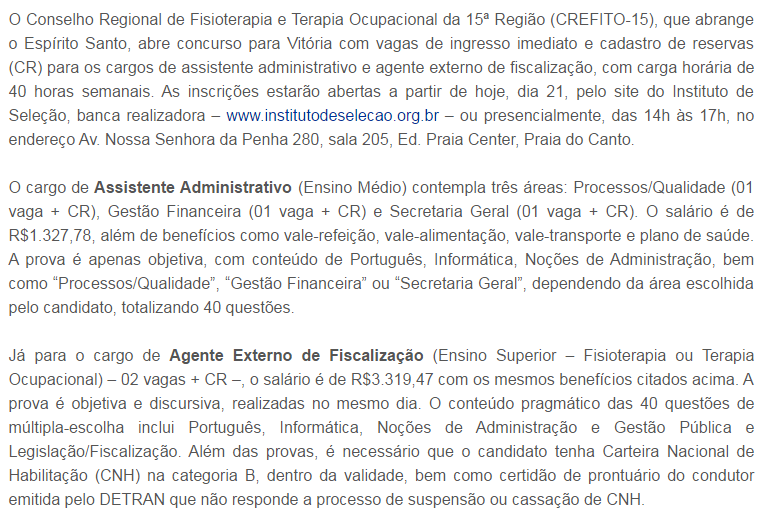 O Conselho Regional de Fisioterapia e Terapia Ocupacional da 15ª Região (CREFITO-15), que abrange
o Espírito Santo, abre concurso para Vitória com vagas de ingresso imediato e cadastro de reservas
(CR) para os cargos de assistente administrativo e agente externo de fiscalização, com carga horária de
40 horas semanais. As inscrições estarão abertas a partir de hoje, dia 21, pelo site do Instituto de
Seleção, banca realizadora – www.institutodeselecao.org.br – ou presencialmente, das 14h às 17h, no
endereço Av. Nossa Senhora da Penha 280, sala 205, Ed. Praia Center, Praia do Canto.
O cargo de Assistente Administrativo (Ensino Médio) contempla três áreas: Processos/Qualidade (01
vaga + CR), Gestão Financeira (01 vaga + CR) e Secretaria Geral (01 vaga + CR). O salário é de
R$1.327,78, além de benefícios como vale-refeição, vale-alimentação, vale-transporte e plano de saúde.
A prova é apenas objetiva, com conteúdo de Português, Informática, Noções de Administração, bem
como “Processos/Qualidade”, “Gestão Financeira” ou “Secretaria Geral”, dependendo da área escolhida
pelo candidato, totalizando 40 questões.
Já para o cargo de Agente Externo de Fiscalização (Ensino Superior – Fisioterapia ou Terapia
Ocupacional) – 02 vagas + CR –, o salário é de R$3.319,47 com os mesmos benefícios citados acima. A
prova é objetiva e discursiva, realizadas no mesmo dia. O conteúdo pragmático das 40 questões de
múltipla-escolha inclui Português, Informática, Noções de Administração e Gestão Pública e
Legislação/Fiscalização. Além das provas, é necessário que o candidato tenha Carteira Nacional de
Habilitação (CNH) na categoria B, dentro da validade, bem como certidão de prontuário do condutor
emitida pelo DETRAN que não responde a processo de suspensão ou cassação de CNH.